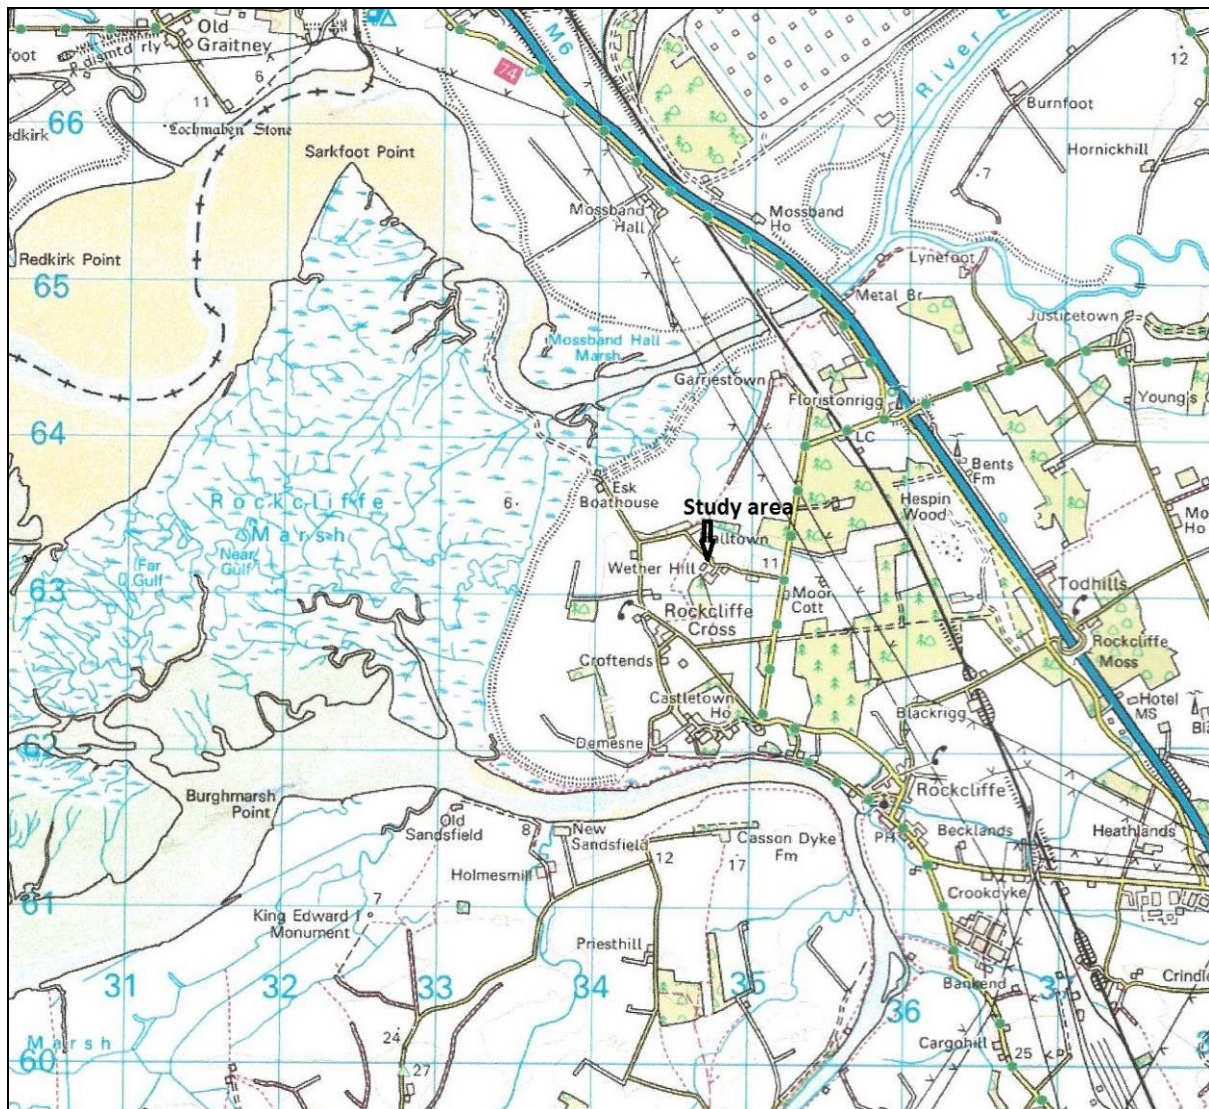 Old
Graitney
dismtd rly
6
11
Lochmaben Stone
M6
74
River
12
Burnfoot
Hornickhill
7
66
Sarkfoot Point
Mossband
Hall
Mossband
Ho
Redkirk Point
Lynefoot
65
Metal Br
Justicetown
Mossband Hall
Marsh
Garriestown
Floristonrigg
Young's
64
LC
Bents
Fm
Esk
Boathouse
Hespin
Wood
Rockcliffe
Marsh
6
Study area
Far
Gulf
Near
Gulf
Wether Hill
11
63
Moor
Cott
Todhills
Rockcliffe
Cross
Rockcliffe
Moss
Croftends
Castletown
Ho
Hotel
MS
Blackrigg
Demesne
62
Burghmarsh
Point
Rockcliffe
Old
Sandsfield
8
New
Sandsfield
Casson Dyke
Fm
PH
Becklands
Heathlands
12
17
Holmesmill
Crookdyke
61
7
King Edward I
Monument
Priesthill
31
32
33
34
35
36
Bankend
Marsh
24
27
60
Cargohill
25